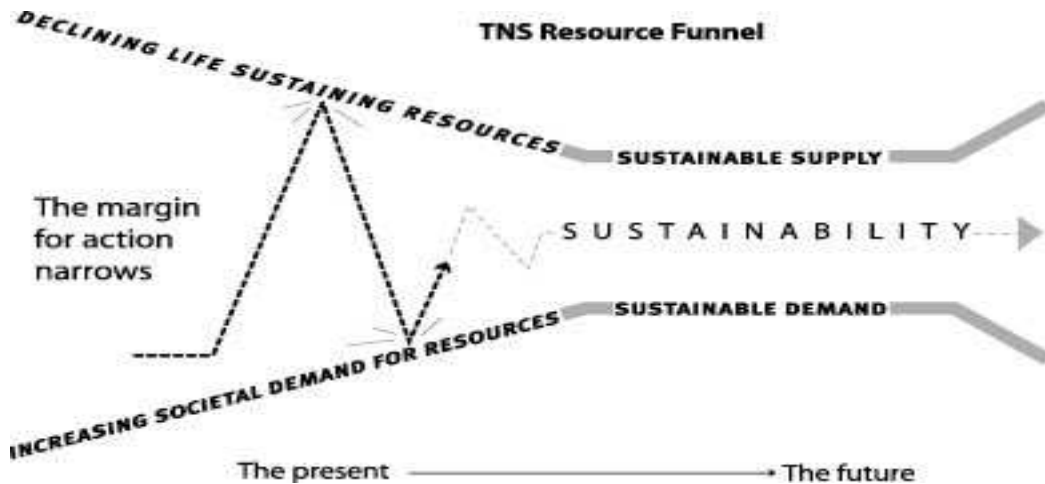 TNS Resource Funnel
DECLINING LIFE SUSTAINING RESOURCES
SUSTAINABLE SUPPLY
The margin
for action
narrows
SUSTAINABILITY
SUSTAINABLE DEMAND
INCREASING SOCIETAL DEMAND FOR RESOURCES
The present
The future